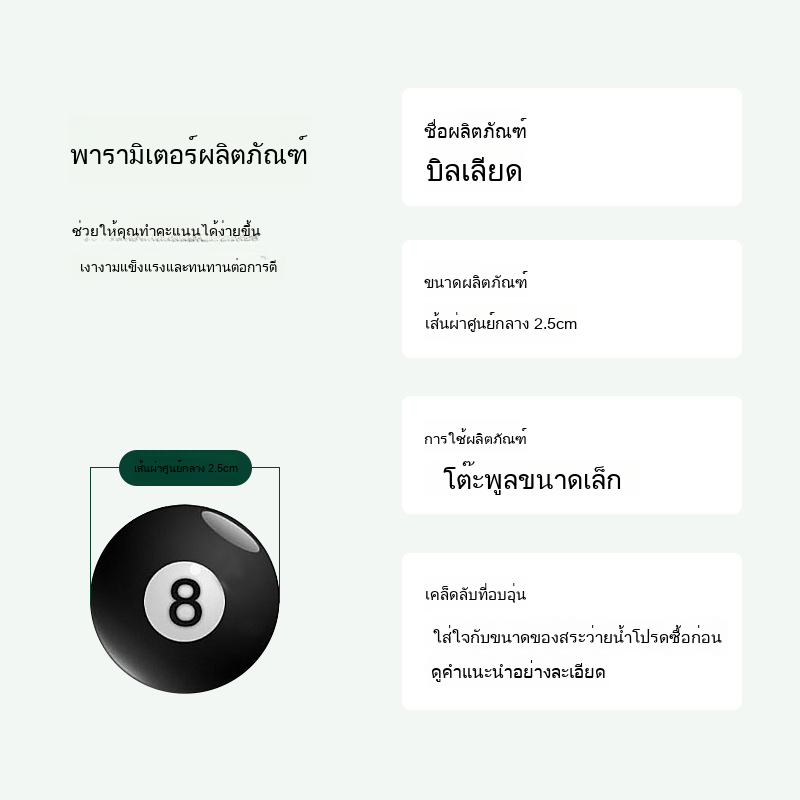 พารามิเตอร์ผลิตภัณฑ์
ช่วยให้คุณทำคะแนนได้ง่ายขึ้น
เงางามแข็งแรงและทนทานต่อการตี
เส้นผ่าศูนย์กลาง 2.5cm
8
ชื่อผลิตภัณฑ์
บิลเลียด
ขนาดผลิตภัณฑ์
เส้นผ่าศูนย์กลาง 2.5cm
การใช้ผลิตภัณฑ์
โต๊ะพูลขนาดเล็ก
เคล็ดลับที่อบอุ่น
ใส่ใจกับขนาดของสระว่ายน้ำโปรดซื้อก่อน
ดูคำแนะนำอย่างละเอียด